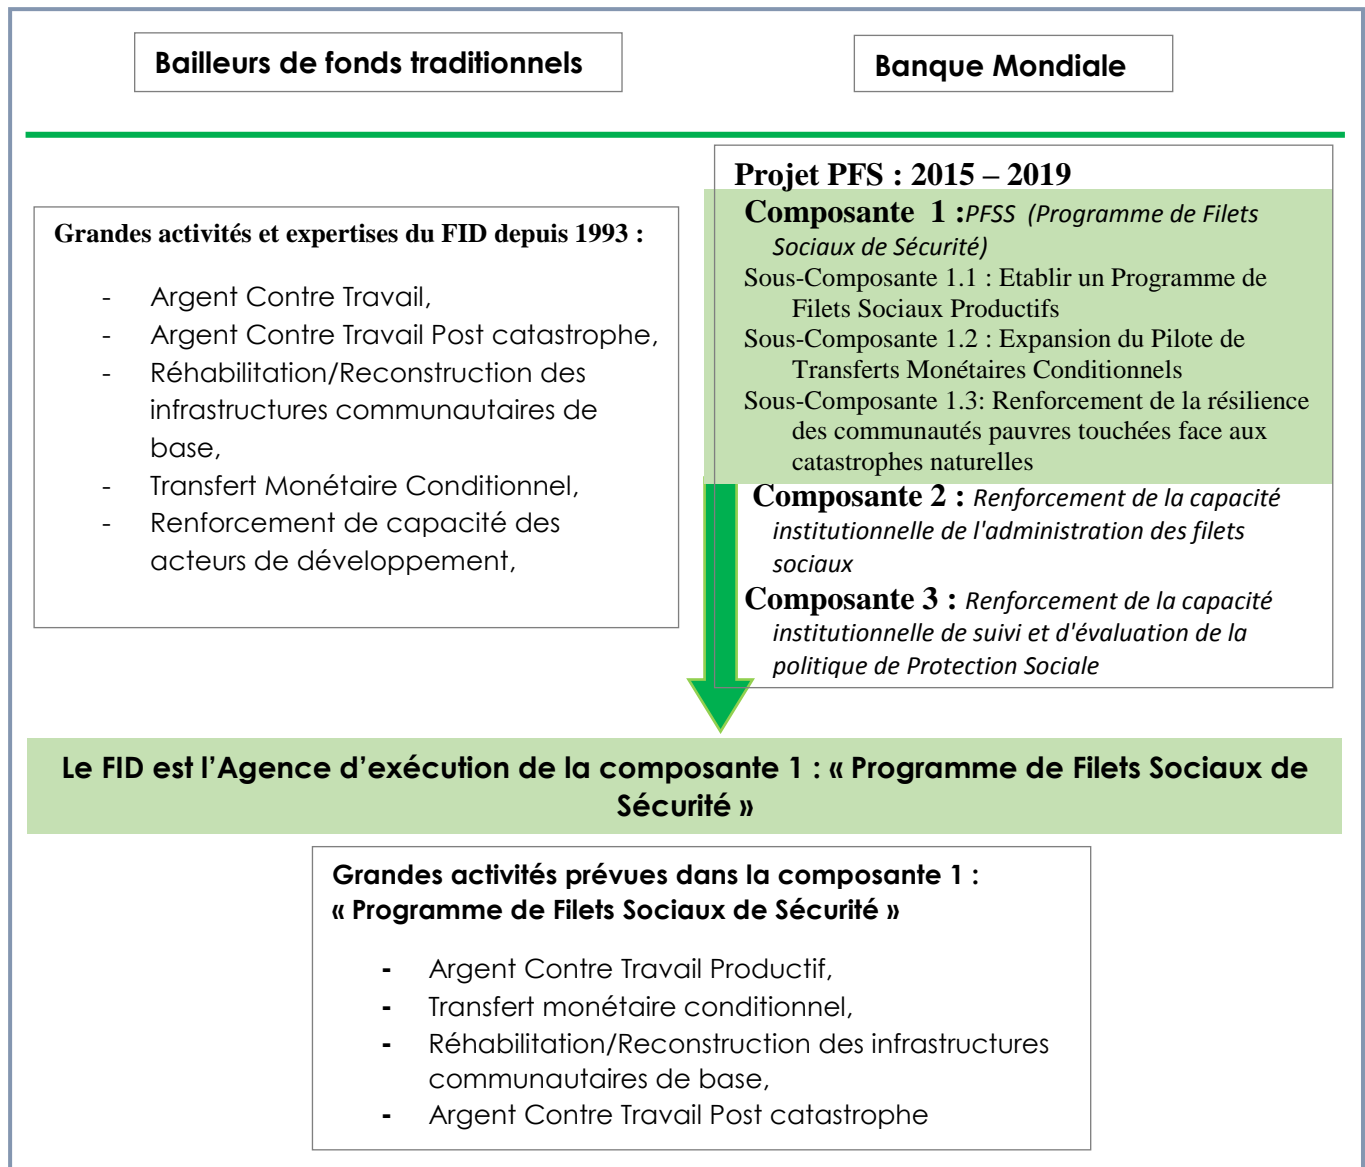 Bailleurs de fonds traditionnels
Banque Mondiale
Grandes activités et expertises du FID depuis 1993 :
- Argent Contre Travail,
- Argent Contre Travail Post catastrophe,
- Réhabilitation/Reconstruction des
infrastructures communautaires de
base,
- Transfert Monétaire Conditionnel,
- Renforcement de capacité des
acteurs de développement,
Projet PFS : 2015 – 2019
Composante 1 :PFSS (Programme de Filets
Sociaux de Sécurité)
Sous-Composante 1.1 : Etablir un Programme de
Filets Sociaux Productifs
Sous-Composante 1.2 : Expansion du Pilote de
Transferts Monétaires Conditionnels
Sous-Composante 1.3: Renforcement de la résilience
des communautés pauvres touchées face aux
catastrophes naturelles
Composante 2 : Renforcement de la capacité
institutionnelle de l'administration des filets
sociaux
Composante 3 : Renforcement de la capacité
institutionnelle de suivi et d'évaluation de la
politique de Protection Sociale
Le FID est l’Agence d’exécution de la composante 1 : « Programme de Filets Sociaux de
Sécurité »
Grandes activités prévues dans la composante 1 :
« Programme de Filets Sociaux de Sécurité »
- Argent Contre Travail Productif,
- Transfert monétaire conditionnel,
- Réhabilitation/Reconstruction des infrastructures
communautaires de base,
- Argent Contre Travail Post catastrophe